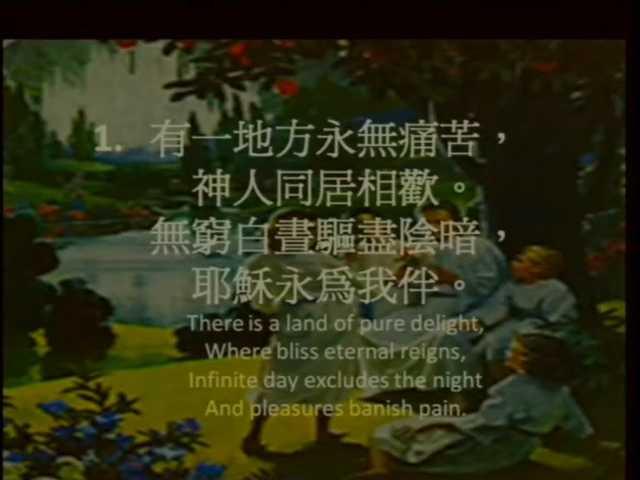 1. 有一地方永無痛苦，
神人同居相歡。
無窮白晝驅盡陰暗，
耶穌永爲我伴。
There is a land of pure delight,
Where bliss eternal reigns,
Infinite day excludes the night
And pleasures banish pain.